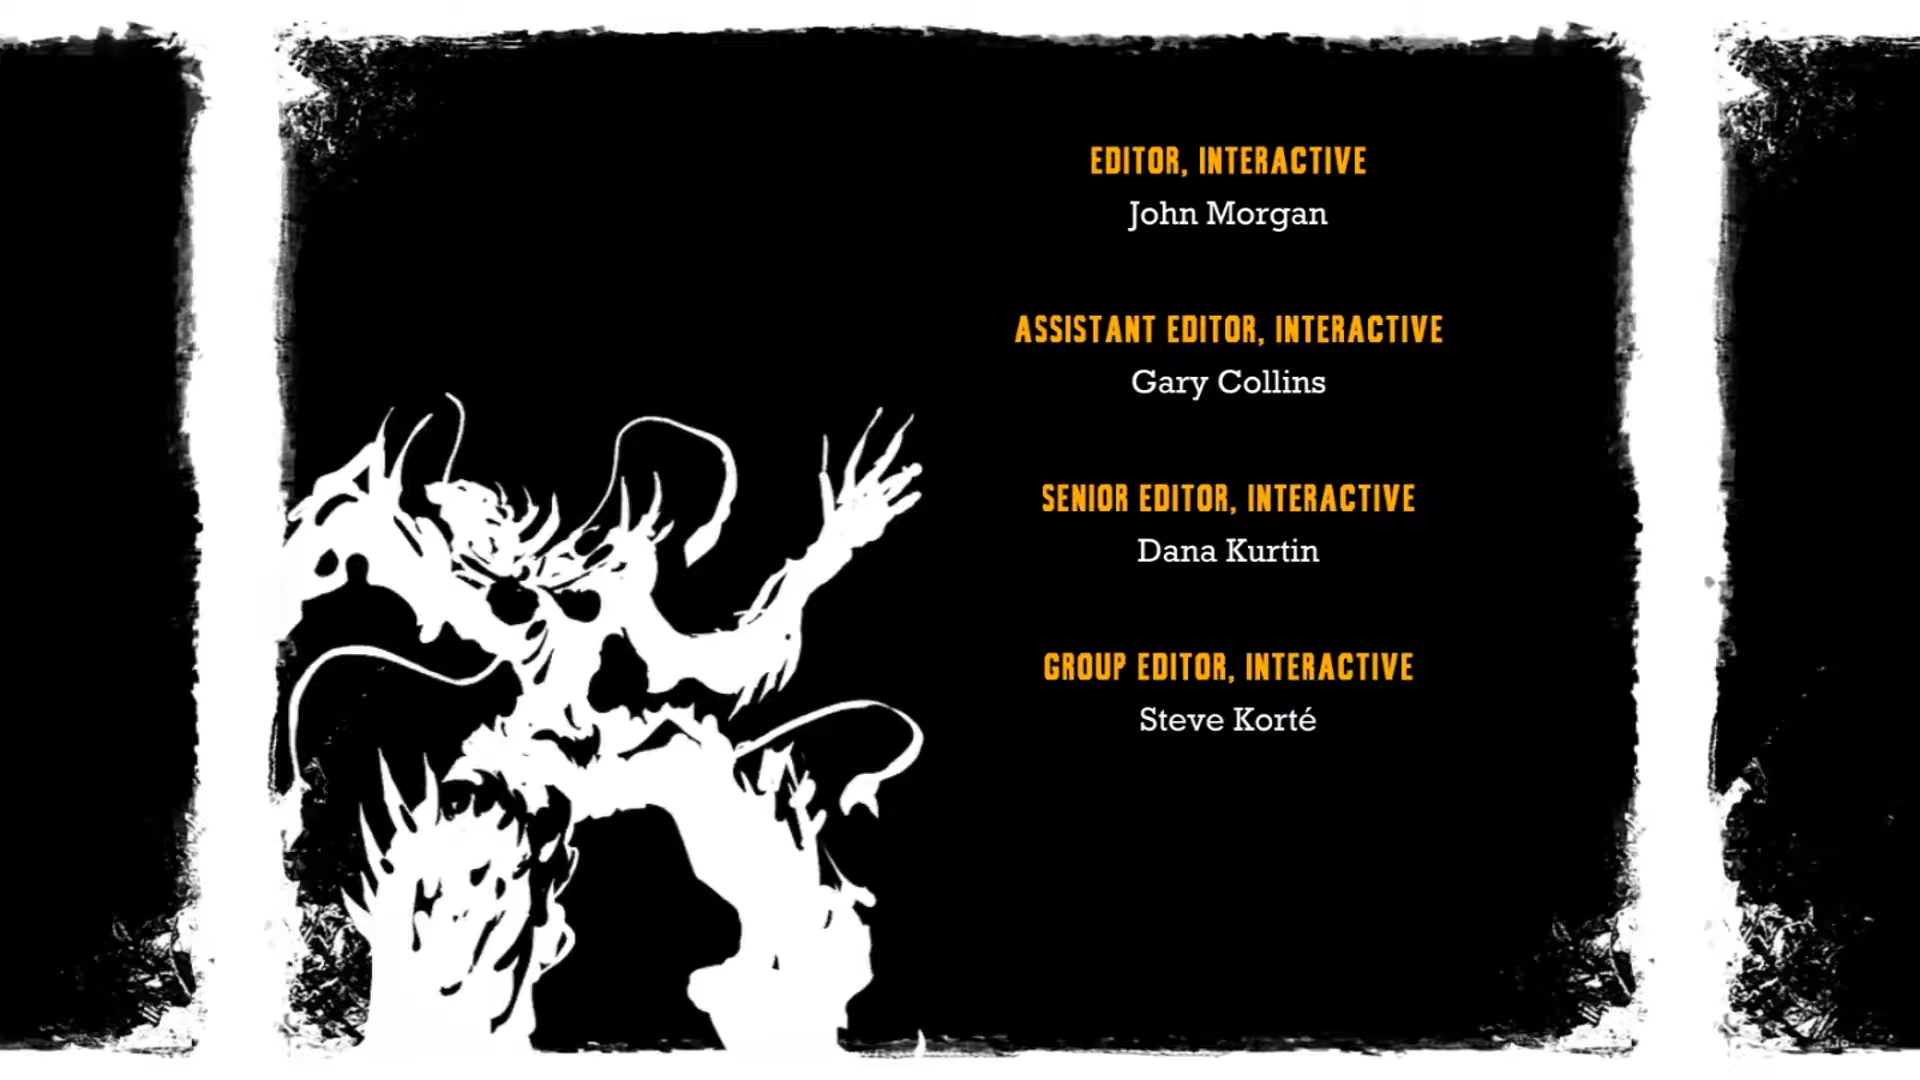 EDITOR, INTERACTIVE
John Morgan
ASSISTANT EDITOR, INTERACTIVE
Gary Collins
SENIOR EDITOR, INTERACTIVE
Dana Kurtin
GROUP EDITOR, INTERACTIVE
Steve Korté